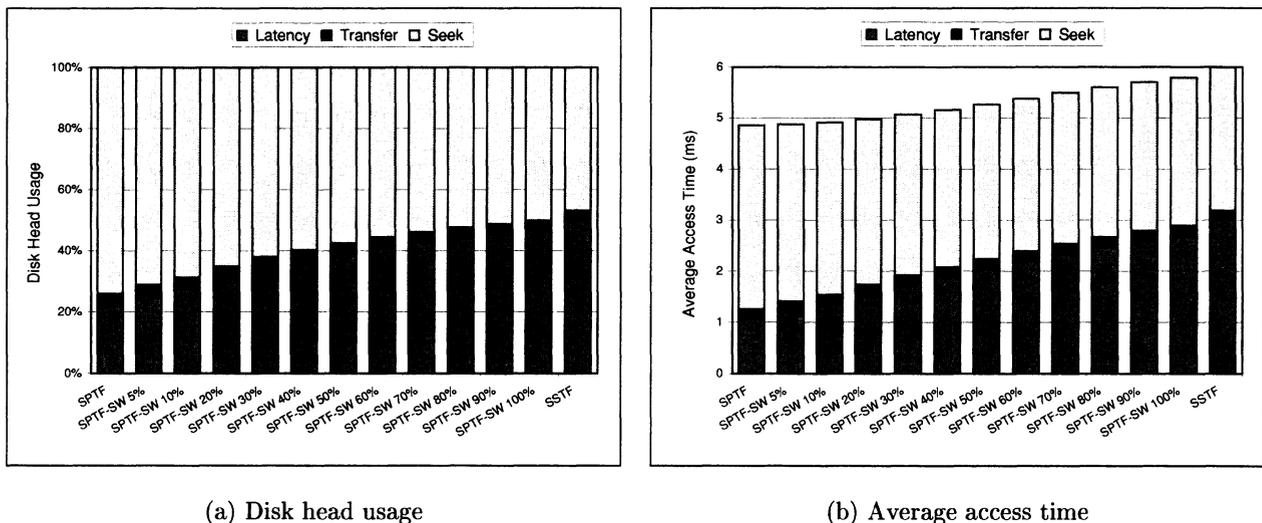 Latency Transfer Seek
100%
80%
60%
40%
20%
0%
Disk Head Usage
SPTF
SPTF-SW 5%
SPTF-SW 10%
SPTF-SW 20%
SPTF-SW 30%
SPTF-SW 40%
SPTF-SW 50%
SPTF-SW 60%
SPTF-SW 70%
SPTF-SW 80%
SPTF-SW 90%
SPTF-SW 100%
SSTF
(a) Disk head usage
Latency Transfer Seek
6
5
4
3
2
1
0
Average Access Time (ms)
SPTF
SPTF-SW 5%
SPTF-SW 10%
SPTF-SW 20%
SPTF-SW 30%
SPTF-SW 40%
SPTF-SW 50%
SPTF-SW 60%
SPTF-SW 70%
SPTF-SW 80%
SPTF-SW 90%
SPTF-SW 100%
SSTF
(b) Average access time